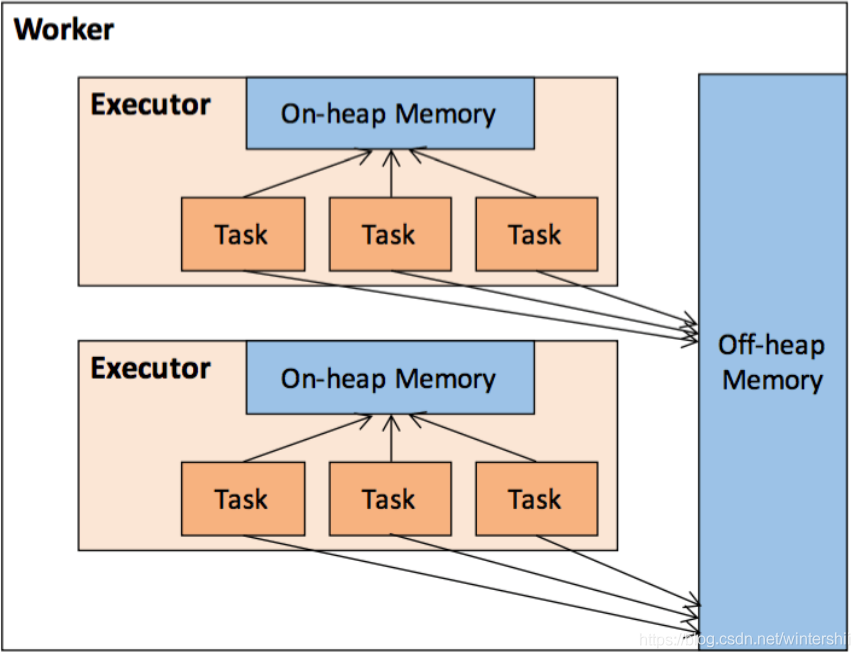 Worker
Executor
On-heap Memory
Task
Task
Task
Executor
On-heap Memory
Task
Task
Task
Off-heap
Memory
https://blog.csdn.net/wintershii